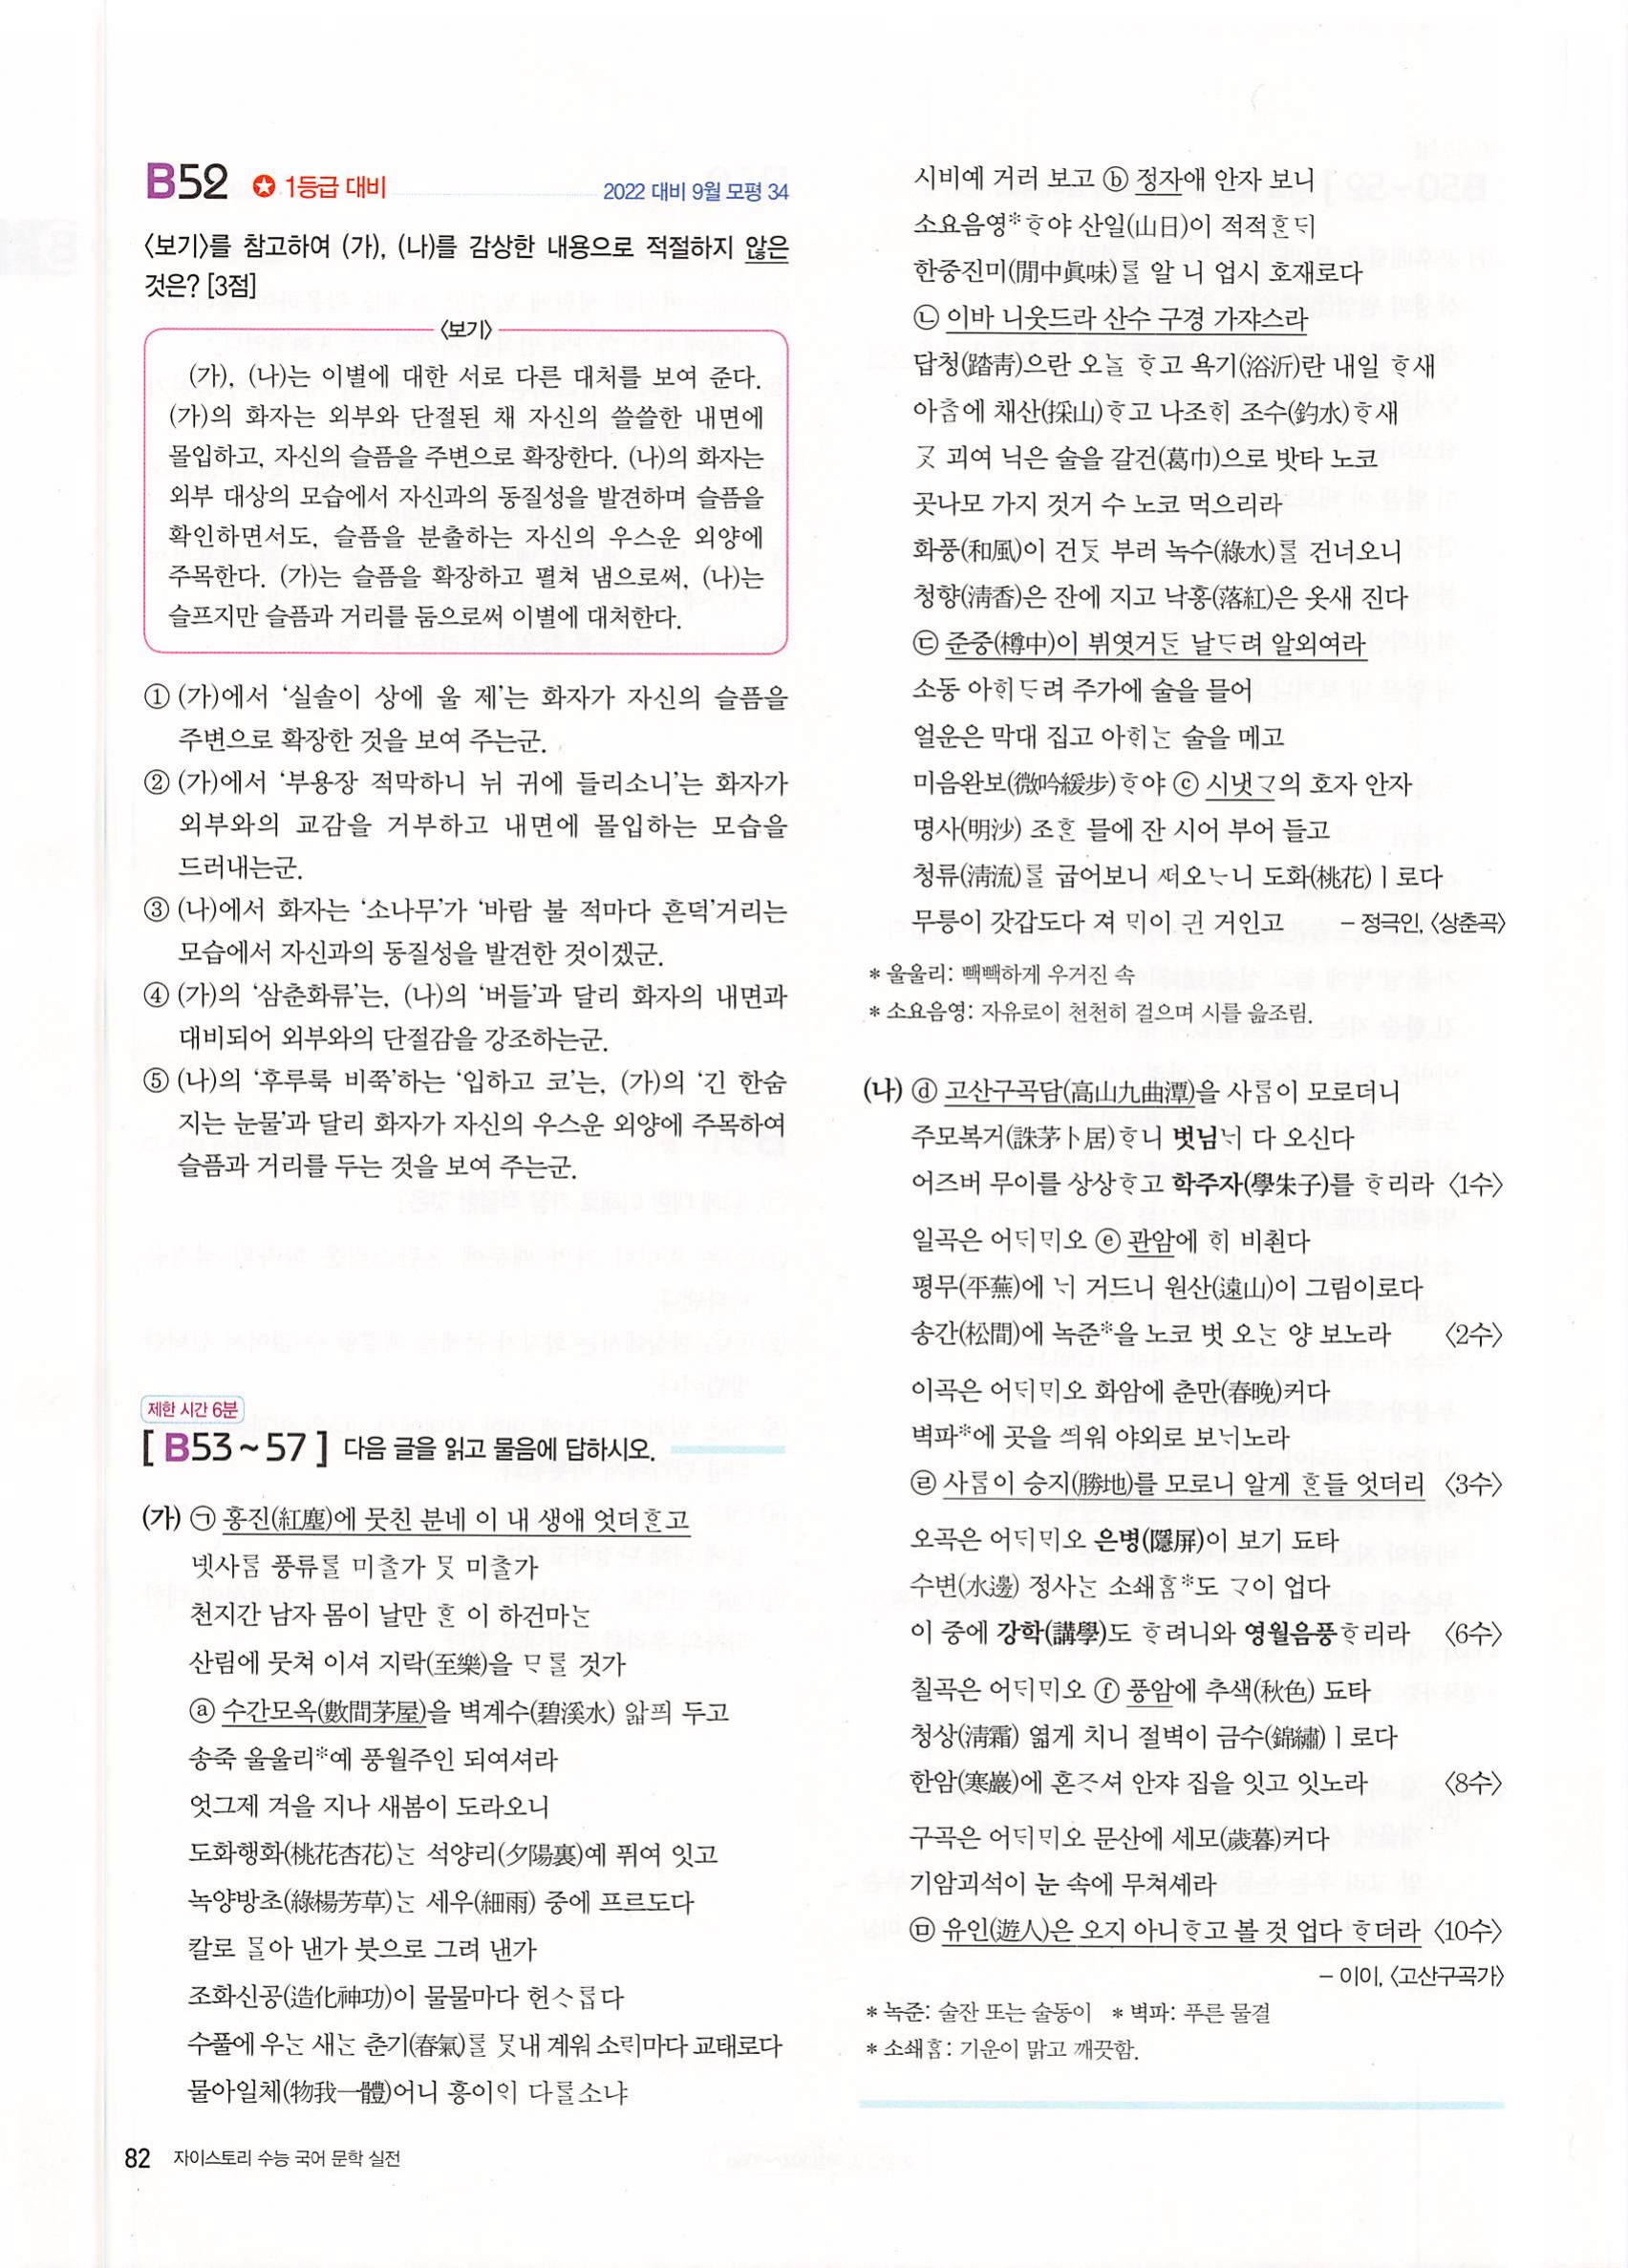 B52 ✪ 1등급 대비 2022 대비 9월 모평 34
〈보기〉를 참고하여 (가), (나)를 감상한 내용으로 적절하지 않은
것은? [3점]
〈보기〉
(가), (나)는 이별에 대한 서로 다른 대처를 보여 준다.
(가)의 화자는 외부와 단절된 채 자신의 쓸쓸한 내면에
몰입하고, 자신의 슬픔을 주변으로 확장한다. (나)의 화자는
외부 대상의 모습에서 자신과의 동질성을 발견하며 슬픔을
확인하면서도, 슬픔을 분출하는 자신의 우스운 외양에
주목한다. (가)는 슬픔을 확장하고 펼쳐 냄으로써, (나)는
슬프지만 슬픔과 거리를 둠으로써 이별에 대처한다.
① (가)에서 ‘실솔이 상에 울 제’는 화자가 자신의 슬픔을
주변으로 확장한 것을 보여 주는군.
② (가)에서 ‘부용장 적막하니 뉘 귀에 들리소니’는 화자가
외부와의 교감을 거부하고 내면에 몰입하는 모습을
드러내는군.
③ (나)에서 화자는 ‘소나무’가 ‘바람 불 적마다 흔덕’거리는
모습에서 자신과의 동질성을 발견한 것이겠군.
④ (가)의 ‘삼춘화류’는, (나)의 ‘버들’과 달리 화자의 내면과
대비되어 외부와의 단절감을 강조하는군.
⑤ (나)의 ‘후루룩 비쭉’하는 ‘입하고 코’는, (가)의 ‘긴 한숨
지는 눈물’과 달리 화자가 자신의 우스운 외양에 주목하여
슬픔과 거리를 두는 것을 보여 주는군.
제한 시간 6분
[ B53 ~ 57 ] 다음 글을 읽고 물음에 답하시오.
(가) ㉠ 홍진(紅塵)에 뭇친 분네 이 내 생애 엇더ᄒᆞᆫ고
녯사ᄅᆞᆷ 풍류ᄅᆞᆯ 미ᄎᆞᆯ가 ᄆᆞᆺ 미ᄎᆞᆯ가
천지간 남자 몸이 날만 ᄒᆞᆫ 이 하건마ᄂᆞᆫ
산림에 뭇쳐 이셔 지락(至樂)을 ᄆᆞᄅᆞᆯ 것가
ⓐ 수간모옥(數間茅屋)을 벽계수(碧溪水) 앏픠 두고
송죽 울울리*예 풍월주인 되여셔라
엇그제 겨을 지나 새봄이 도라오니
도화행화(桃花杏花)ᄂᆞᆫ 석양리(夕陽裏)예 퓌여 잇고
녹양방초(綠楊芳草)ᄂᆞᆫ 세우(細雨) 중에 프르도다
칼로 ᄆᆞᆯ아 낸가 붓으로 그려 낸가
조화신공(造化神功)이 물물마다 헌ᄉᆞ롭다
수풀에 우ᄂᆞᆫ 새ᄂᆞᆫ 춘기(春氣)ᄅᆞᆯ ᄆᆞᆺ내 계워 소ᄅᆡ마다 교태로다
물아일체(物我一體)어니 흥이ᄋᆡ 다ᄅᆞᆯ소냐
82 자이스토리 수능 국어 문학 실전
시비예 거러 보고 ⓑ 정자애 안자 보니
소요음영*ᄒᆞ야 산일(山日)이 적적ᄒᆞᆫᄃᆡ
한중진미(閒中眞味)ᄅᆞᆯ 알 니 업시 호재로다
㉡ 이바 니웃드라 산수 구경 가쟈스라
답청(踏靑)으란 오ᄂᆞᆯ ᄒᆞ고 욕기(浴沂)란 내일 ᄒᆞ새
아ᄎᆞᆷ에 채산(採山)ᄒᆞ고 나조ᄒᆡ 조수(釣水)ᄒᆞ새
ᄀᆞᆺ 괴여 닉은 술을 갈건(葛巾)으로 밧타 노코
곳나모 가지 것거 수 노코 먹으리라
화풍(和風)이 건ᄃᆞᆺ 부러 녹수(綠水)ᄅᆞᆯ 건너오니
청향(淸香)은 잔에 지고 낙홍(落紅)은 옷새 진다
㉢ 준중(樽中)이 뷔엿거ᄃᆞᆫ 날ᄃᆞ려 알외여라
소동 아ᄒᆡᄃᆞ려 주가에 술을 믈어
얼운은 막대 집고 아ᄒᆡᄂᆞᆫ 술을 메고
미음완보(微吟緩步)ᄒᆞ야 ⓒ 시냇ᄀᆞ의 호자 안자
명사(明沙) 조ᄒᆞᆫ 믈에 잔 시어 부어 들고
청류(淸流)ᄅᆞᆯ 굽어보니 ᄯᅥ오ᄂᆞ니 도화(桃花)ㅣ로다
무릉이 갓갑도다 져 ᄆᆡ이 귄 거인고 – 정극인, 〈상춘곡〉
* 울울리: 빽빽하게 우거진 속
* 소요음영: 자유로이 천천히 걸으며 시를 읊조림.
(나) ⓓ 고산구곡담(高山九曲潭)을 사ᄅᆞᆷ이 모로더니
주모복거(誅茅卜居)ᄒᆞ니 벗님ᄂᆡ 다 오신다
어즈버 무이를 상상ᄒᆞ고 학주자(學朱子)를 ᄒᆞ리라 〈1수〉
일곡은 어ᄃᆡᄆᆡ오 ⓔ 관암에 ᄒᆡ 비쵠다
평무(平蕪)에 ᄂᆡ 거드니 원산(遠山)이 그림이로다
송간(松間)에 녹준*을 노코 벗 오ᄂᆞᆫ 양 보노라 〈2수〉
이곡은 어ᄃᆡᄆᆡ오 화암에 춘만(春晩)커다
벽파*에 곳을 ᄯᅴ워 야외로 보ᄂᆡ노라
㉣ 사ᄅᆞᆷ이 승지(勝地)를 모로니 알게 ᄒᆞᆫ들 엇더리 〈3수〉
오곡은 어ᄃᆡᄆᆡ오 은병(隱屛)이 보기 됴타
수변(水邊) 정사ᄂᆞᆫ 소쇄ᄒᆞᆷ*도 ᄀᆞ이 업다
이 중에 강학(講學)도 ᄒᆞ려니와 영월음풍ᄒᆞ리라 〈6수〉
칠곡은 어ᄃᆡᄆᆡ오 ⓕ 풍암에 추색(秋色) 됴타
청상(淸霜) 엷게 치니 절벽이 금수(錦繡)ㅣ로다
한암(寒巖)에 혼ᄌᆞ셔 안쟈 집을 잇고 잇노라 〈8수〉
구곡은 어ᄃᆡᄆᆡ오 문산에 세모(歲暮)커다
기암괴석이 눈 속에 무쳐셰라
㉤ 유인(遊人)은 오지 아니ᄒᆞ고 볼 것 업다 ᄒᆞ더라 〈10수〉
– 이이, 〈고산구곡가〉
* 녹준: 술잔 또는 술동이 * 벽파: 푸른 물결
* 소쇄ᄒᆞᆷ: 기운이 맑고 깨끗함.